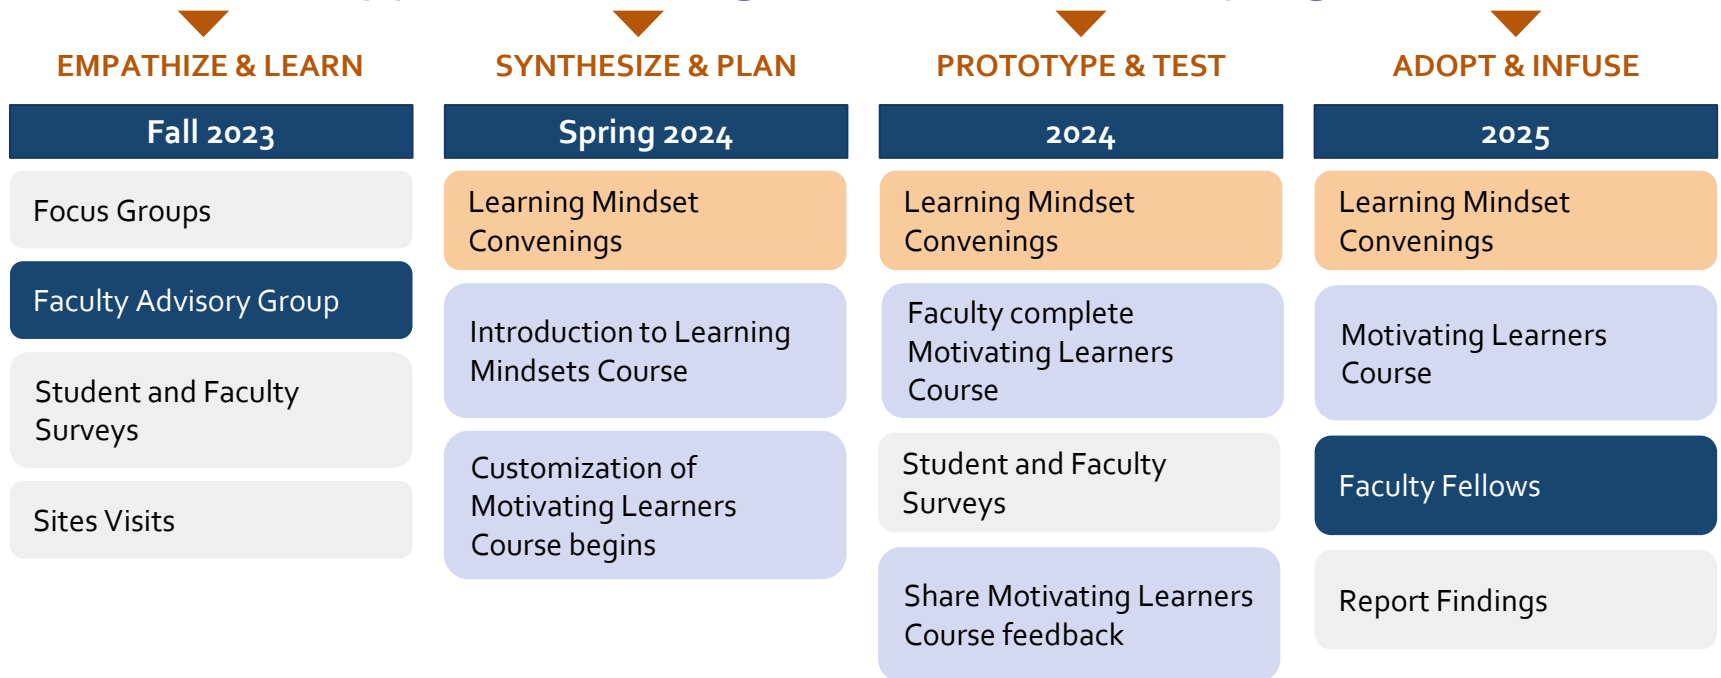 EMPATHIZE & LEARN
Fall 2023
Focus Groups
Faculty Advisory Group
Student and Faculty
Surveys
Sites Visits
SYNTHESIZE & PLAN
Spring 2024
Learning Mindset
Convenings
Introduction to Learning
Mindsets Course
Customization of
Motivating Learners
Course begins
PROTOTYPE & TEST
2024
Learning Mindset
Convenings
Faculty complete
Motivating Learners
Course
Student and Faculty
Surveys
Share Motivating Learners
Course feedback
ADOPT & INFUSE
2025
Learning Mindset
Convenings
Motivating Learners
Course
Faculty Fellows
Report Findings